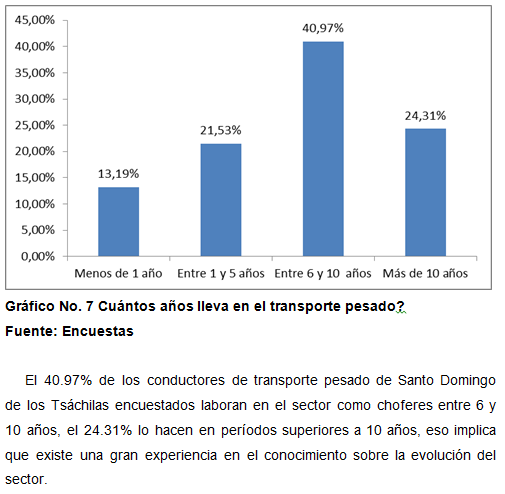 45,00%
40,00%
35,00%
30,00%
25,00%
20,00%
15,00%
10,00%
5,00%
0,00%
13,19%
21,53%
40,97%
24,31%
Menos de 1 año
Entre 1 y 5 años
Entre 6 y 10 años
Más de 10 años
Gráfico No. 7 Cuántos años lleva en el transporte pesado?
Fuente: Encuestas
El 40.97% de los conductores de transporte pesado de Santo Domingo
de los Tsáchilas encuestados laboran en el sector como choferes entre 6 y
10 años, el 24.31% lo hacen en períodos superiores a 10 años, eso implica
que existe una gran experiencia en el conocimiento sobre la evolución del
sector.